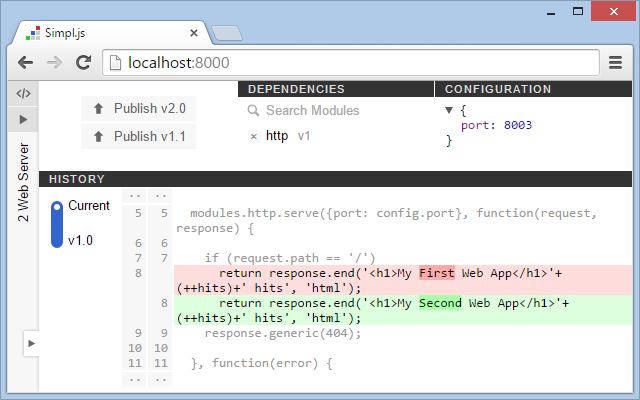 Simpl.js
localhost:8000
</>
2 Web Server
Publish v2.0
Publish v1.1
DEPENDENCIES
Search Modules
http v1
CONFIGURATION
{
port: 8003
}
HISTORY
Current
v1.0
.. ..
5 5 modules.http.serve({port: config.port}, function(request,
response) {
6 6
7 7 if (request.path == '/')
8 return response.end('<h1>My First Web App</h1>'+
(++hits)+' hits', 'html');
8 return response.end('<h1>My Second Web App</h1>'+
(++hits)+' hits', 'html');
9 9 response.generic(404);
10 10
11 11 }, function(error) {
.. ..